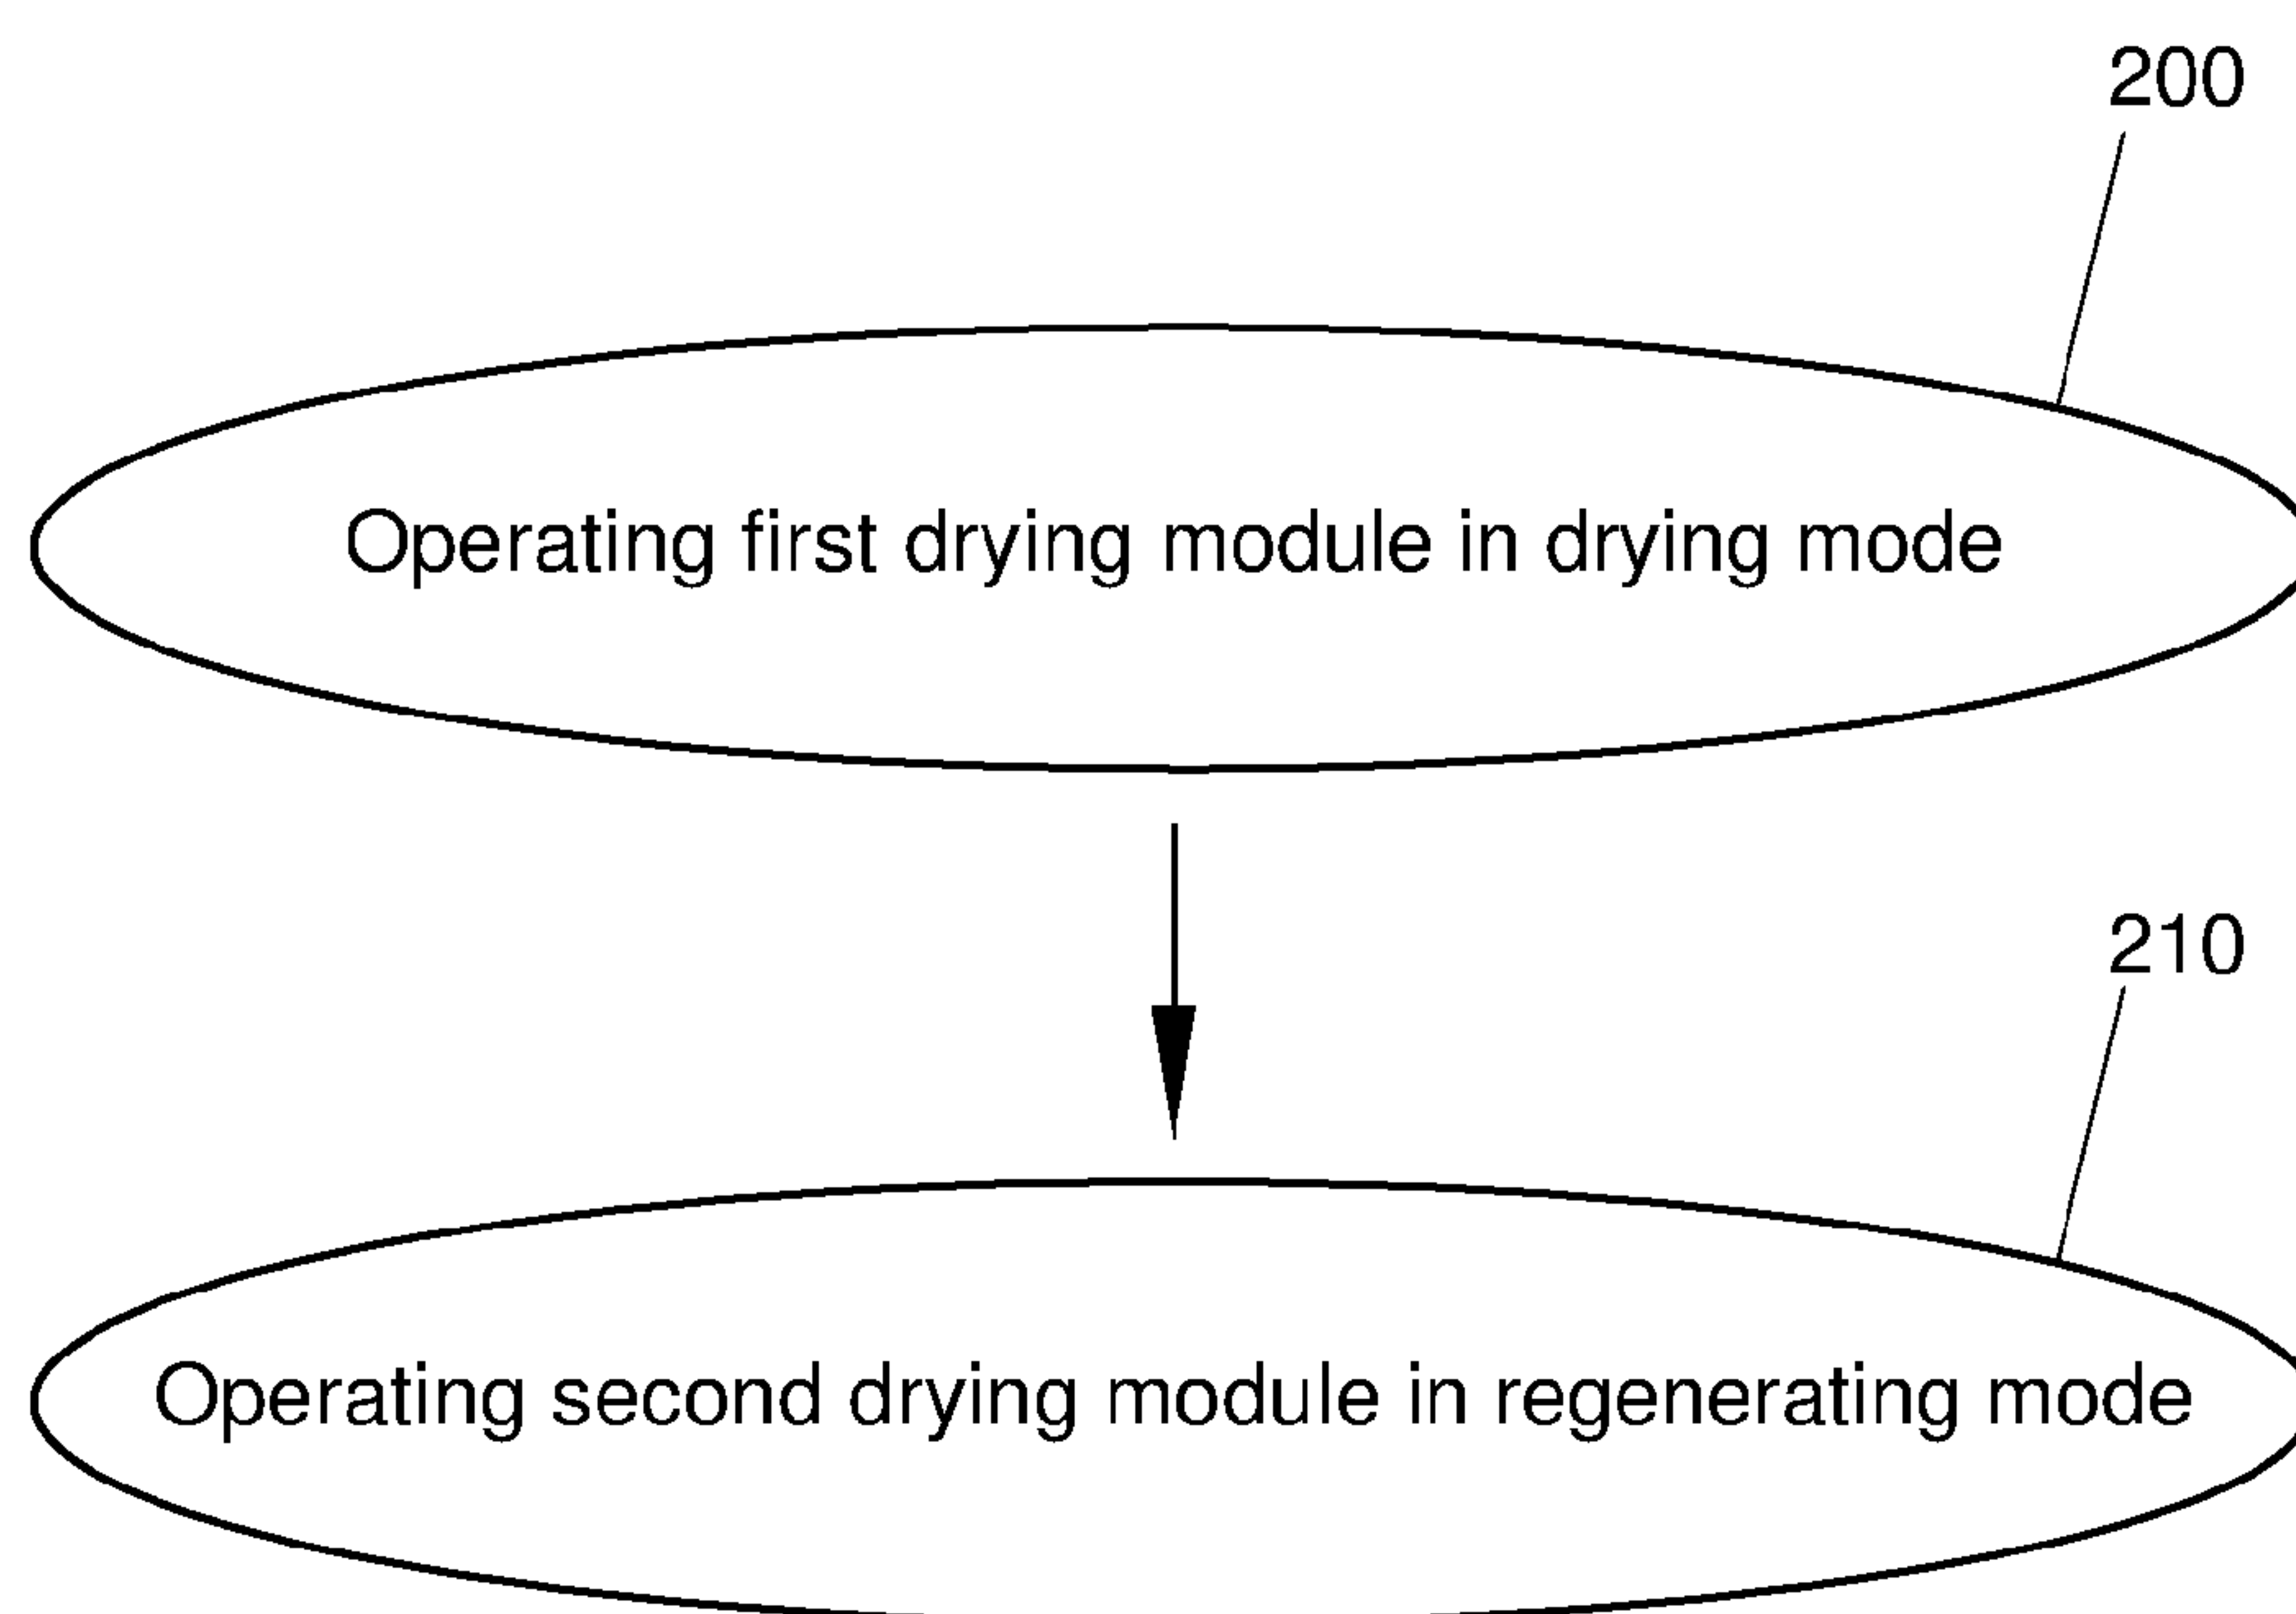 200
Operating first drying module in drying mode
210
Operating second drying module in regenerating mode